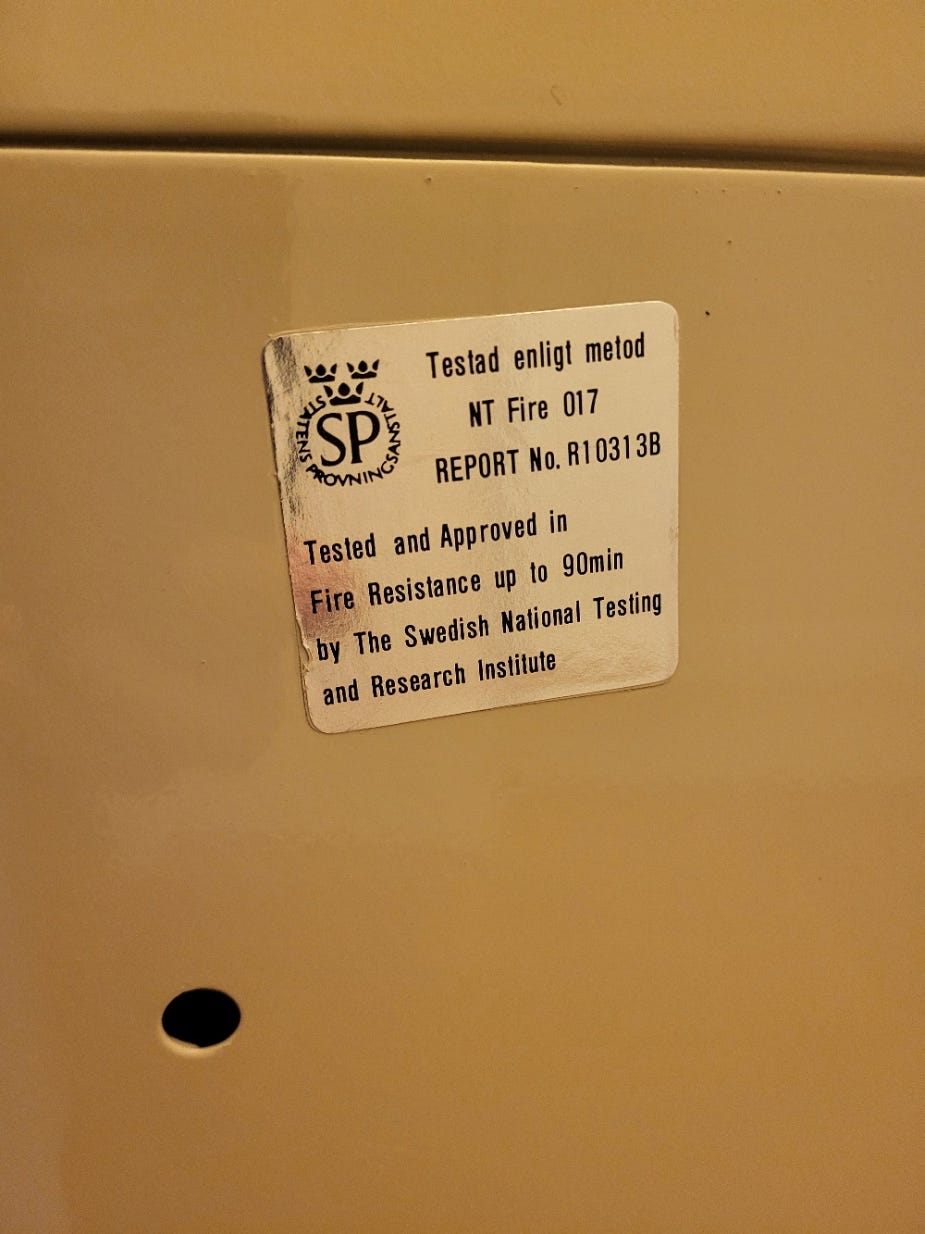 STATENS PROVNINGSANSTALT
SP
Testad enligt metod
NT Fire 017
REPORT No. R10313B
Tested and Approved in
Fire Resistance up to 90min
by The Swedish National Testing
and Research Institute